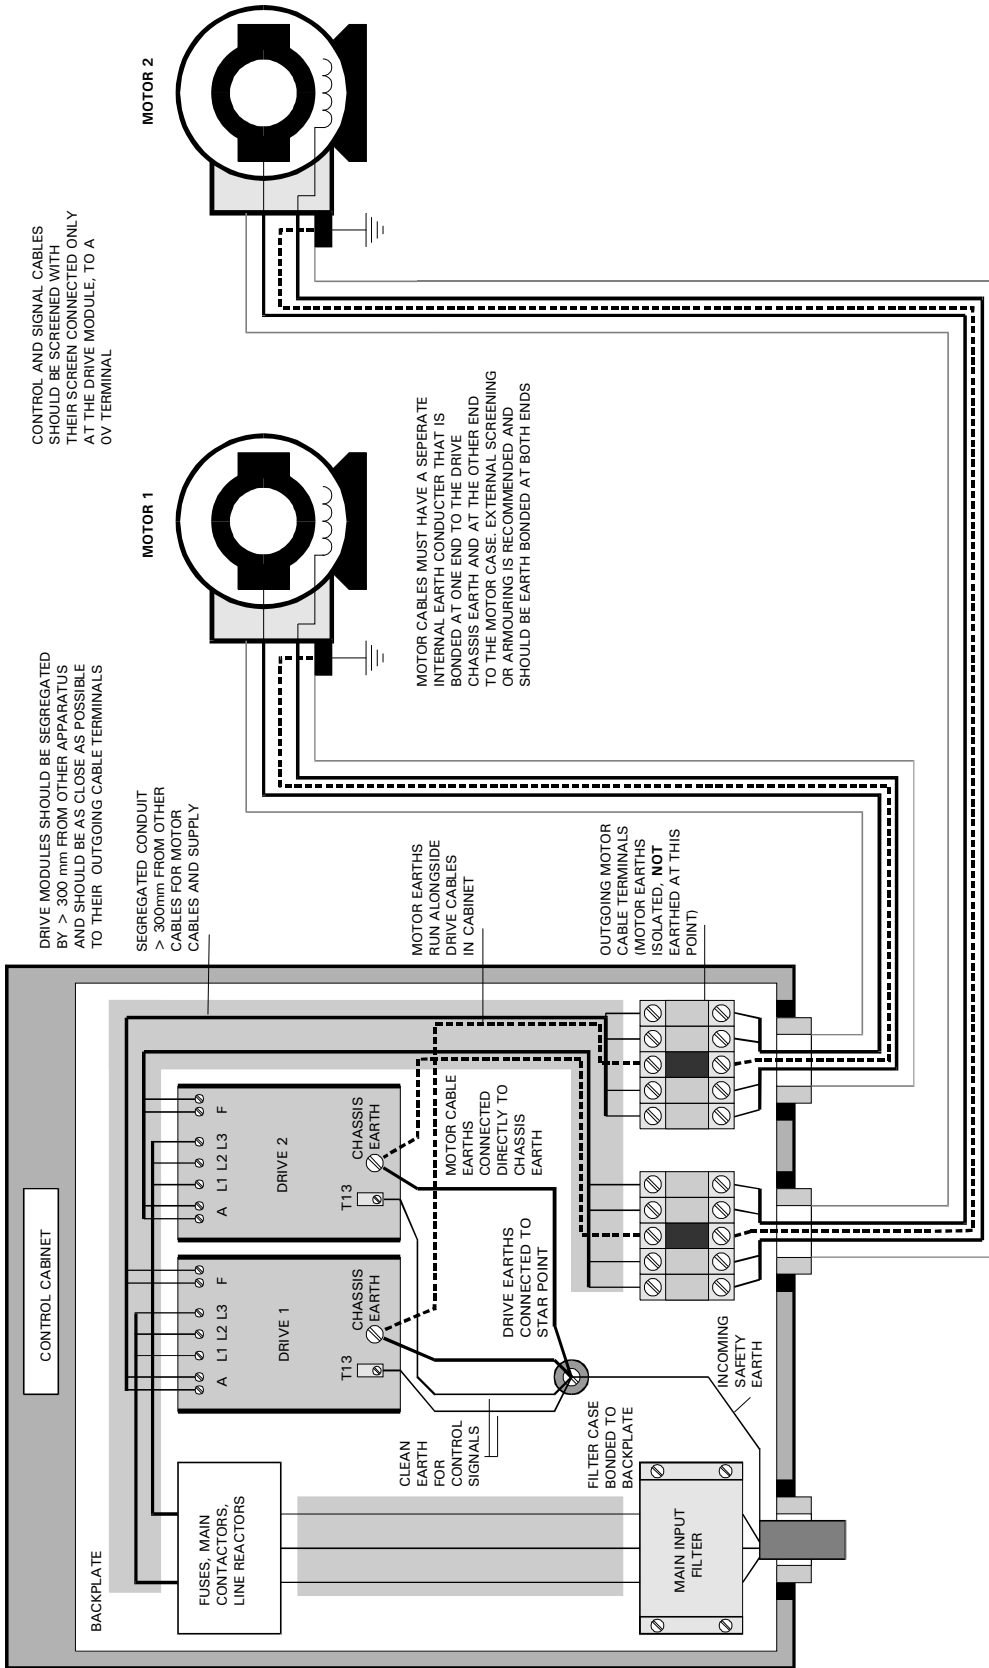 CONTROL CABINET
BACKPLATE
FUSES, MAIN
CONTACTORS,
LINE REACTORS
MAIN INPUT
FILTER
FILTER CASE
BONDED TO
BACKPLATE
INCOMING
SAFETY
EARTH
CLEAN
EARTH
FOR
CONTROL
SIGNALS
A L1 L2 L3 F
DRIVE 1
T13
CHASSIS
EARTH
A L1 L2 L3 F
DRIVE 2
T13
CHASSIS
EARTH
DRIVE EARTHS
CONNECTED TO
STAR POINT
MOTOR CABLE
EARTHS
CONNECTED
DIRECTLY TO
CHASSIS
EARTH
DRIVE MODULES SHOULD BE SEGREGATED
BY > 300 mm FROM OTHER APPARATUS
AND SHOULD BE AS CLOSE AS POSSIBLE
TO THEIR OUTGOING CABLE TERMINALS
SEGREGATED CONDUIT
> 300mm FROM OTHER
CABLES FOR MOTOR
CABLES AND SUPPLY
MOTOR EARTHS
RUN ALONGSIDE
DRIVE CABLES
IN CABINET
OUTGOING MOTOR
CABLE TERMINALS
(MOTOR EARTHS
ISOLATED, NOT
EARTHED AT THIS
POINT)
MOTOR 1
MOTOR CABLES MUST HAVE A SEPERATE
INTERNAL EARTH CONDUCTER THAT IS
BONDED AT ONE END TO THE DRIVE
CHASSIS EARTH AND AT THE OTHER END
TO THE MOTOR CASE. EXTERNAL SCREENING
OR ARMOURING IS RECOMMENDED AND
SHOULD BE EARTH BONDED AT BOTH ENDS
CONTROL AND SIGNAL CABLES
SHOULD BE SCREENED WITH
THEIR SCREEN CONNECTED ONLY
AT THE DRIVE MODULE, TO A
0V TERMINAL
MOTOR 2